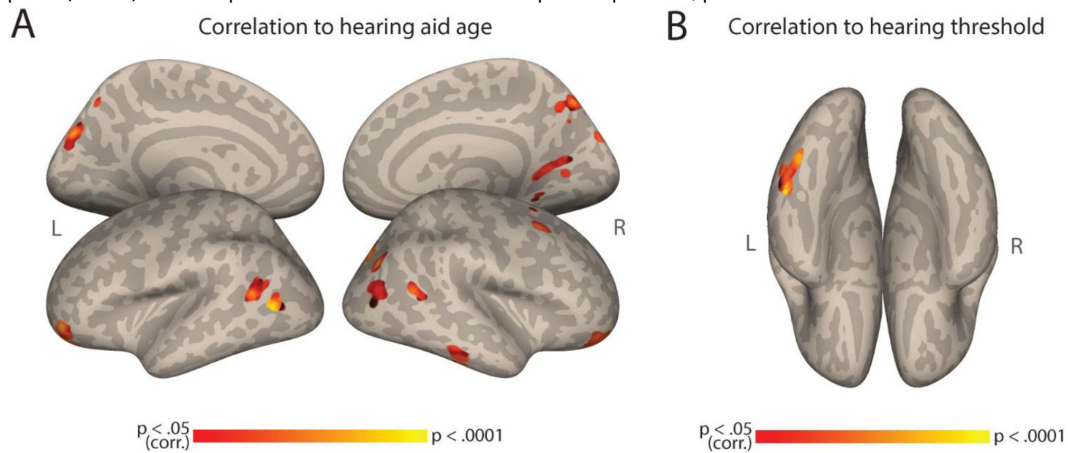 A
Correlation to hearing aid age
B
Correlation to hearing threshold
L
R
L
R
p < .05
(corr.)
p < .0001
p < .05
(corr.)
p < .0001